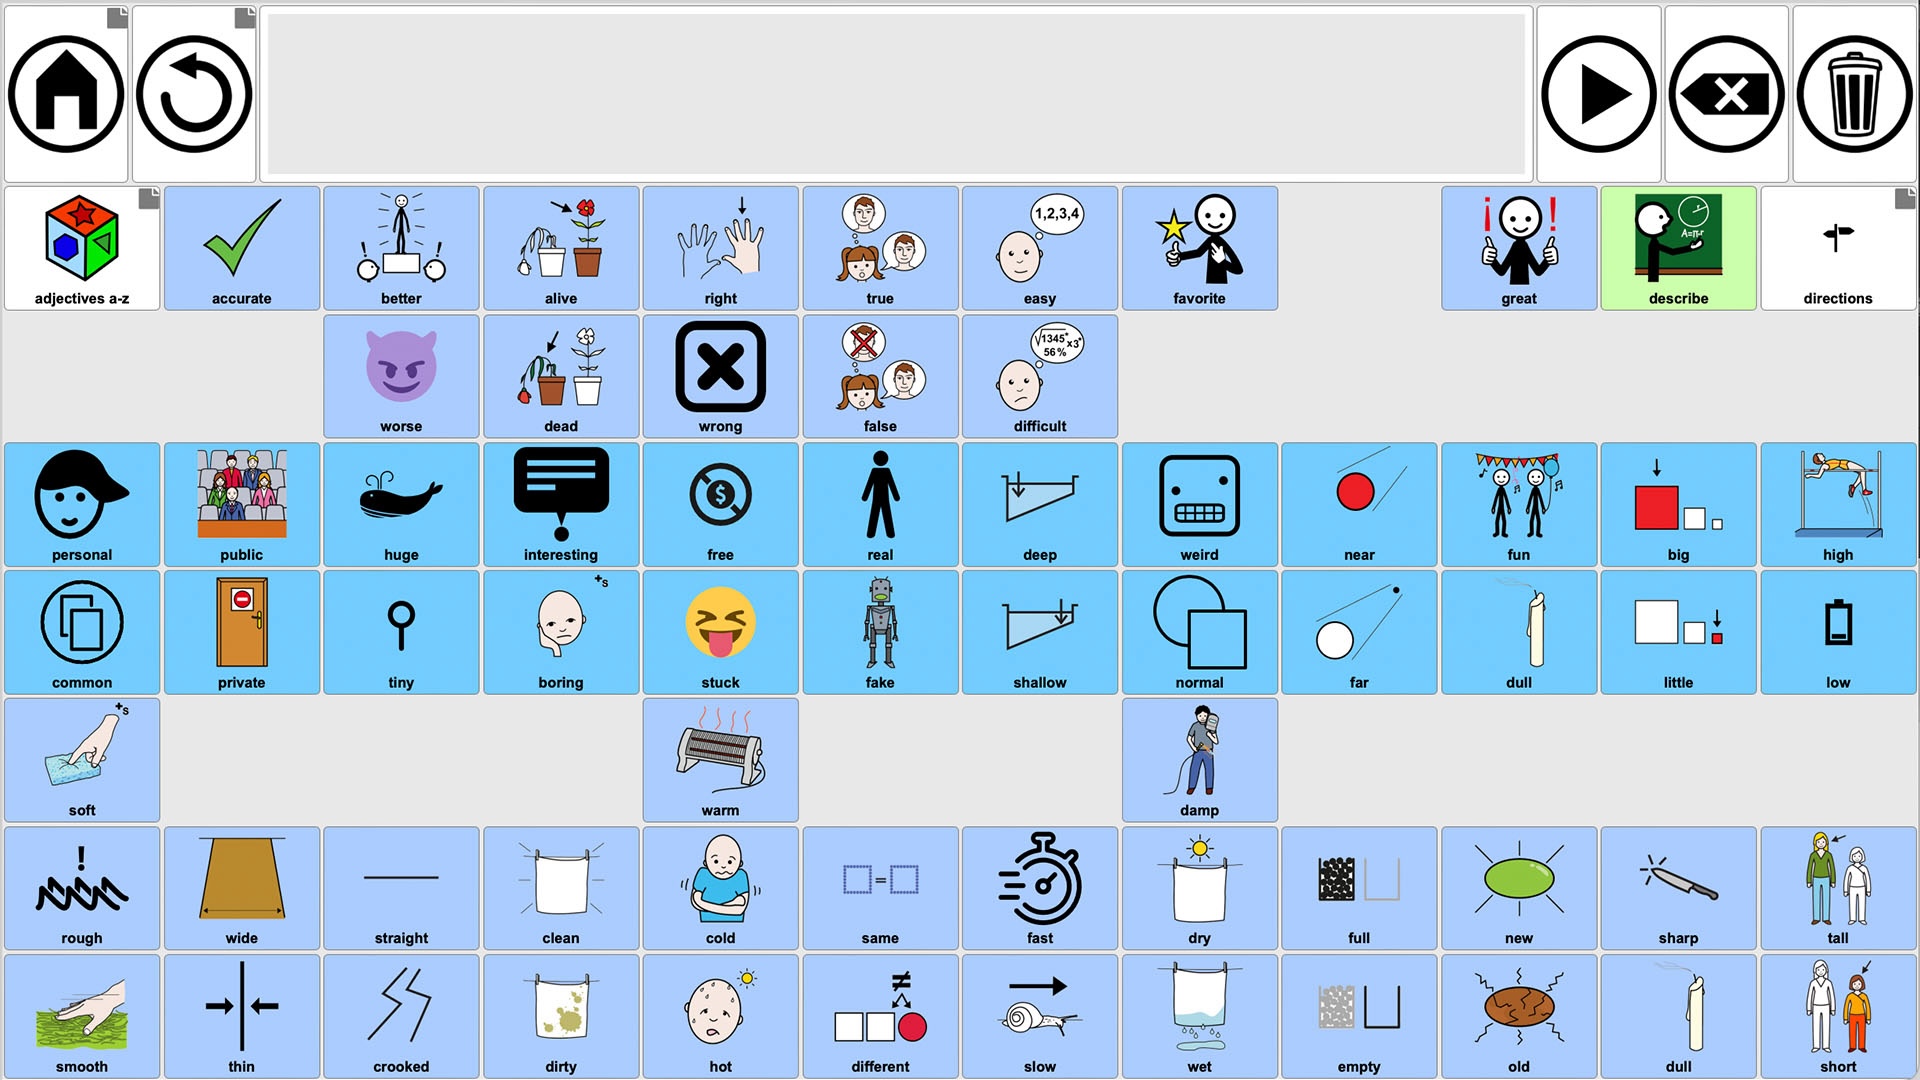 1,2,3,4
A=π·r
adjectives a-z
accurate
better
alive
right
true
easy
favorite
great
describe
directions
√1345 x3
56%
worse
dead
wrong
false
difficult
$
personal
public
huge
interesting
free
real
deep
weird
near
fun
big
high
+s
common
private
tiny
boring
stuck
fake
shallow
normal
far
dull
little
low
+s
soft
warm
damp
!
=
rough
wide
straight
clean
cold
same
fast
dry
full
new
sharp
tall
≠
smooth
thin
crooked
dirty
hot
different
slow
wet
empty
old
dull
short